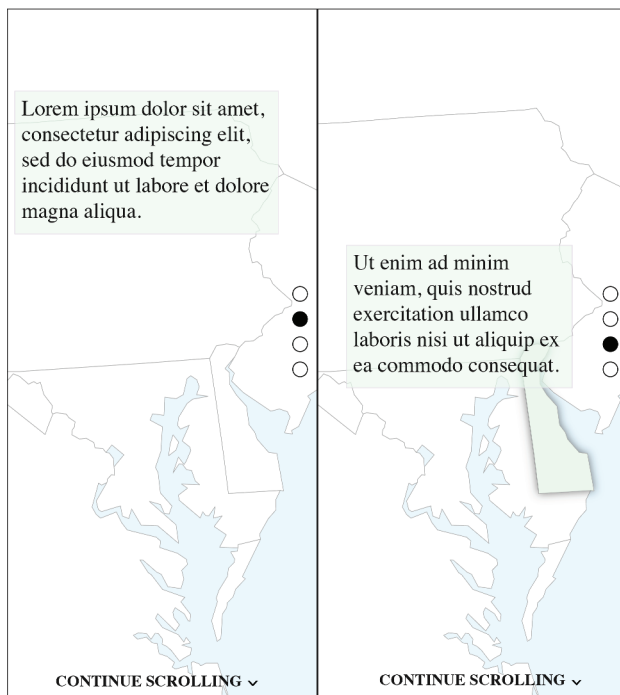 Lorem ipsum dolor sit amet,
consectetur adipiscing elit,
sed do eiusmod tempor
incididunt ut labore et dolore
magna aliqua.
CONTINUE SCROLLING
Ut enim ad minim
veniam, quis nostrud
exercitation ullamco
laboris nisi ut aliquip ex
ea commodo consequat.
CONTINUE SCROLLING